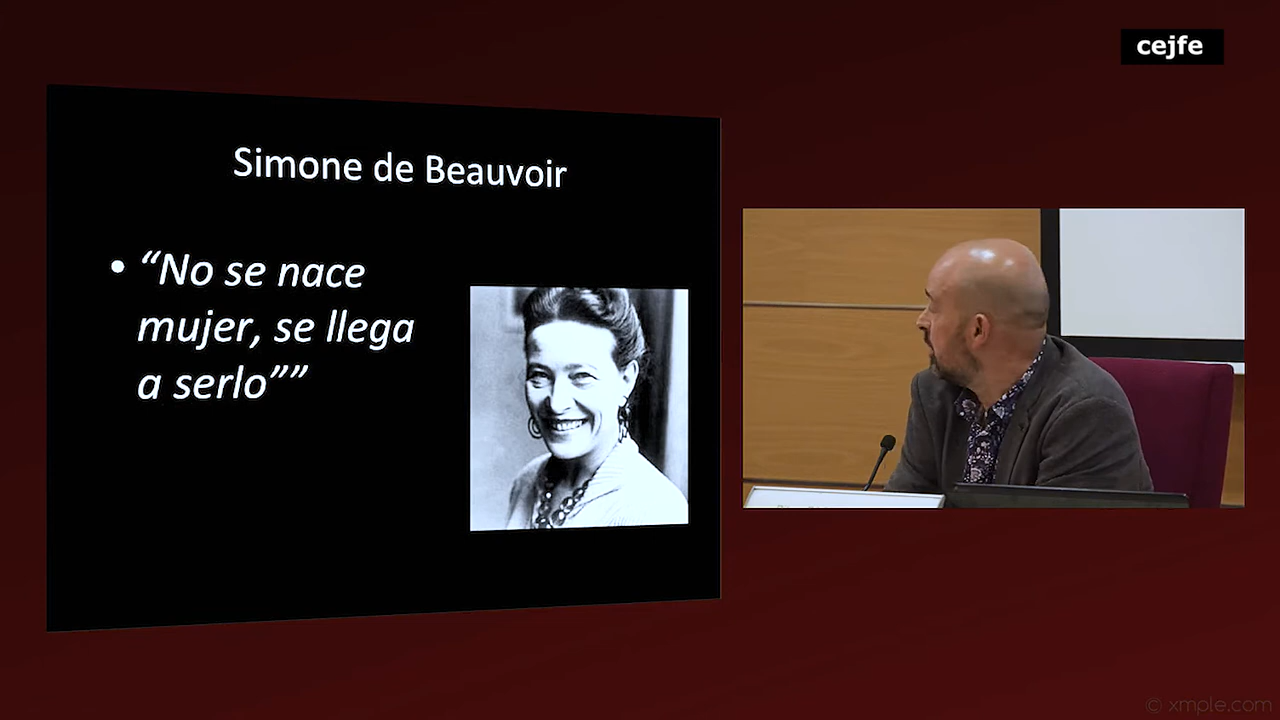 cejfe
Simone de Beauvoir
• “No se nace
mujer, se llega
a serlo””
© xmple.com